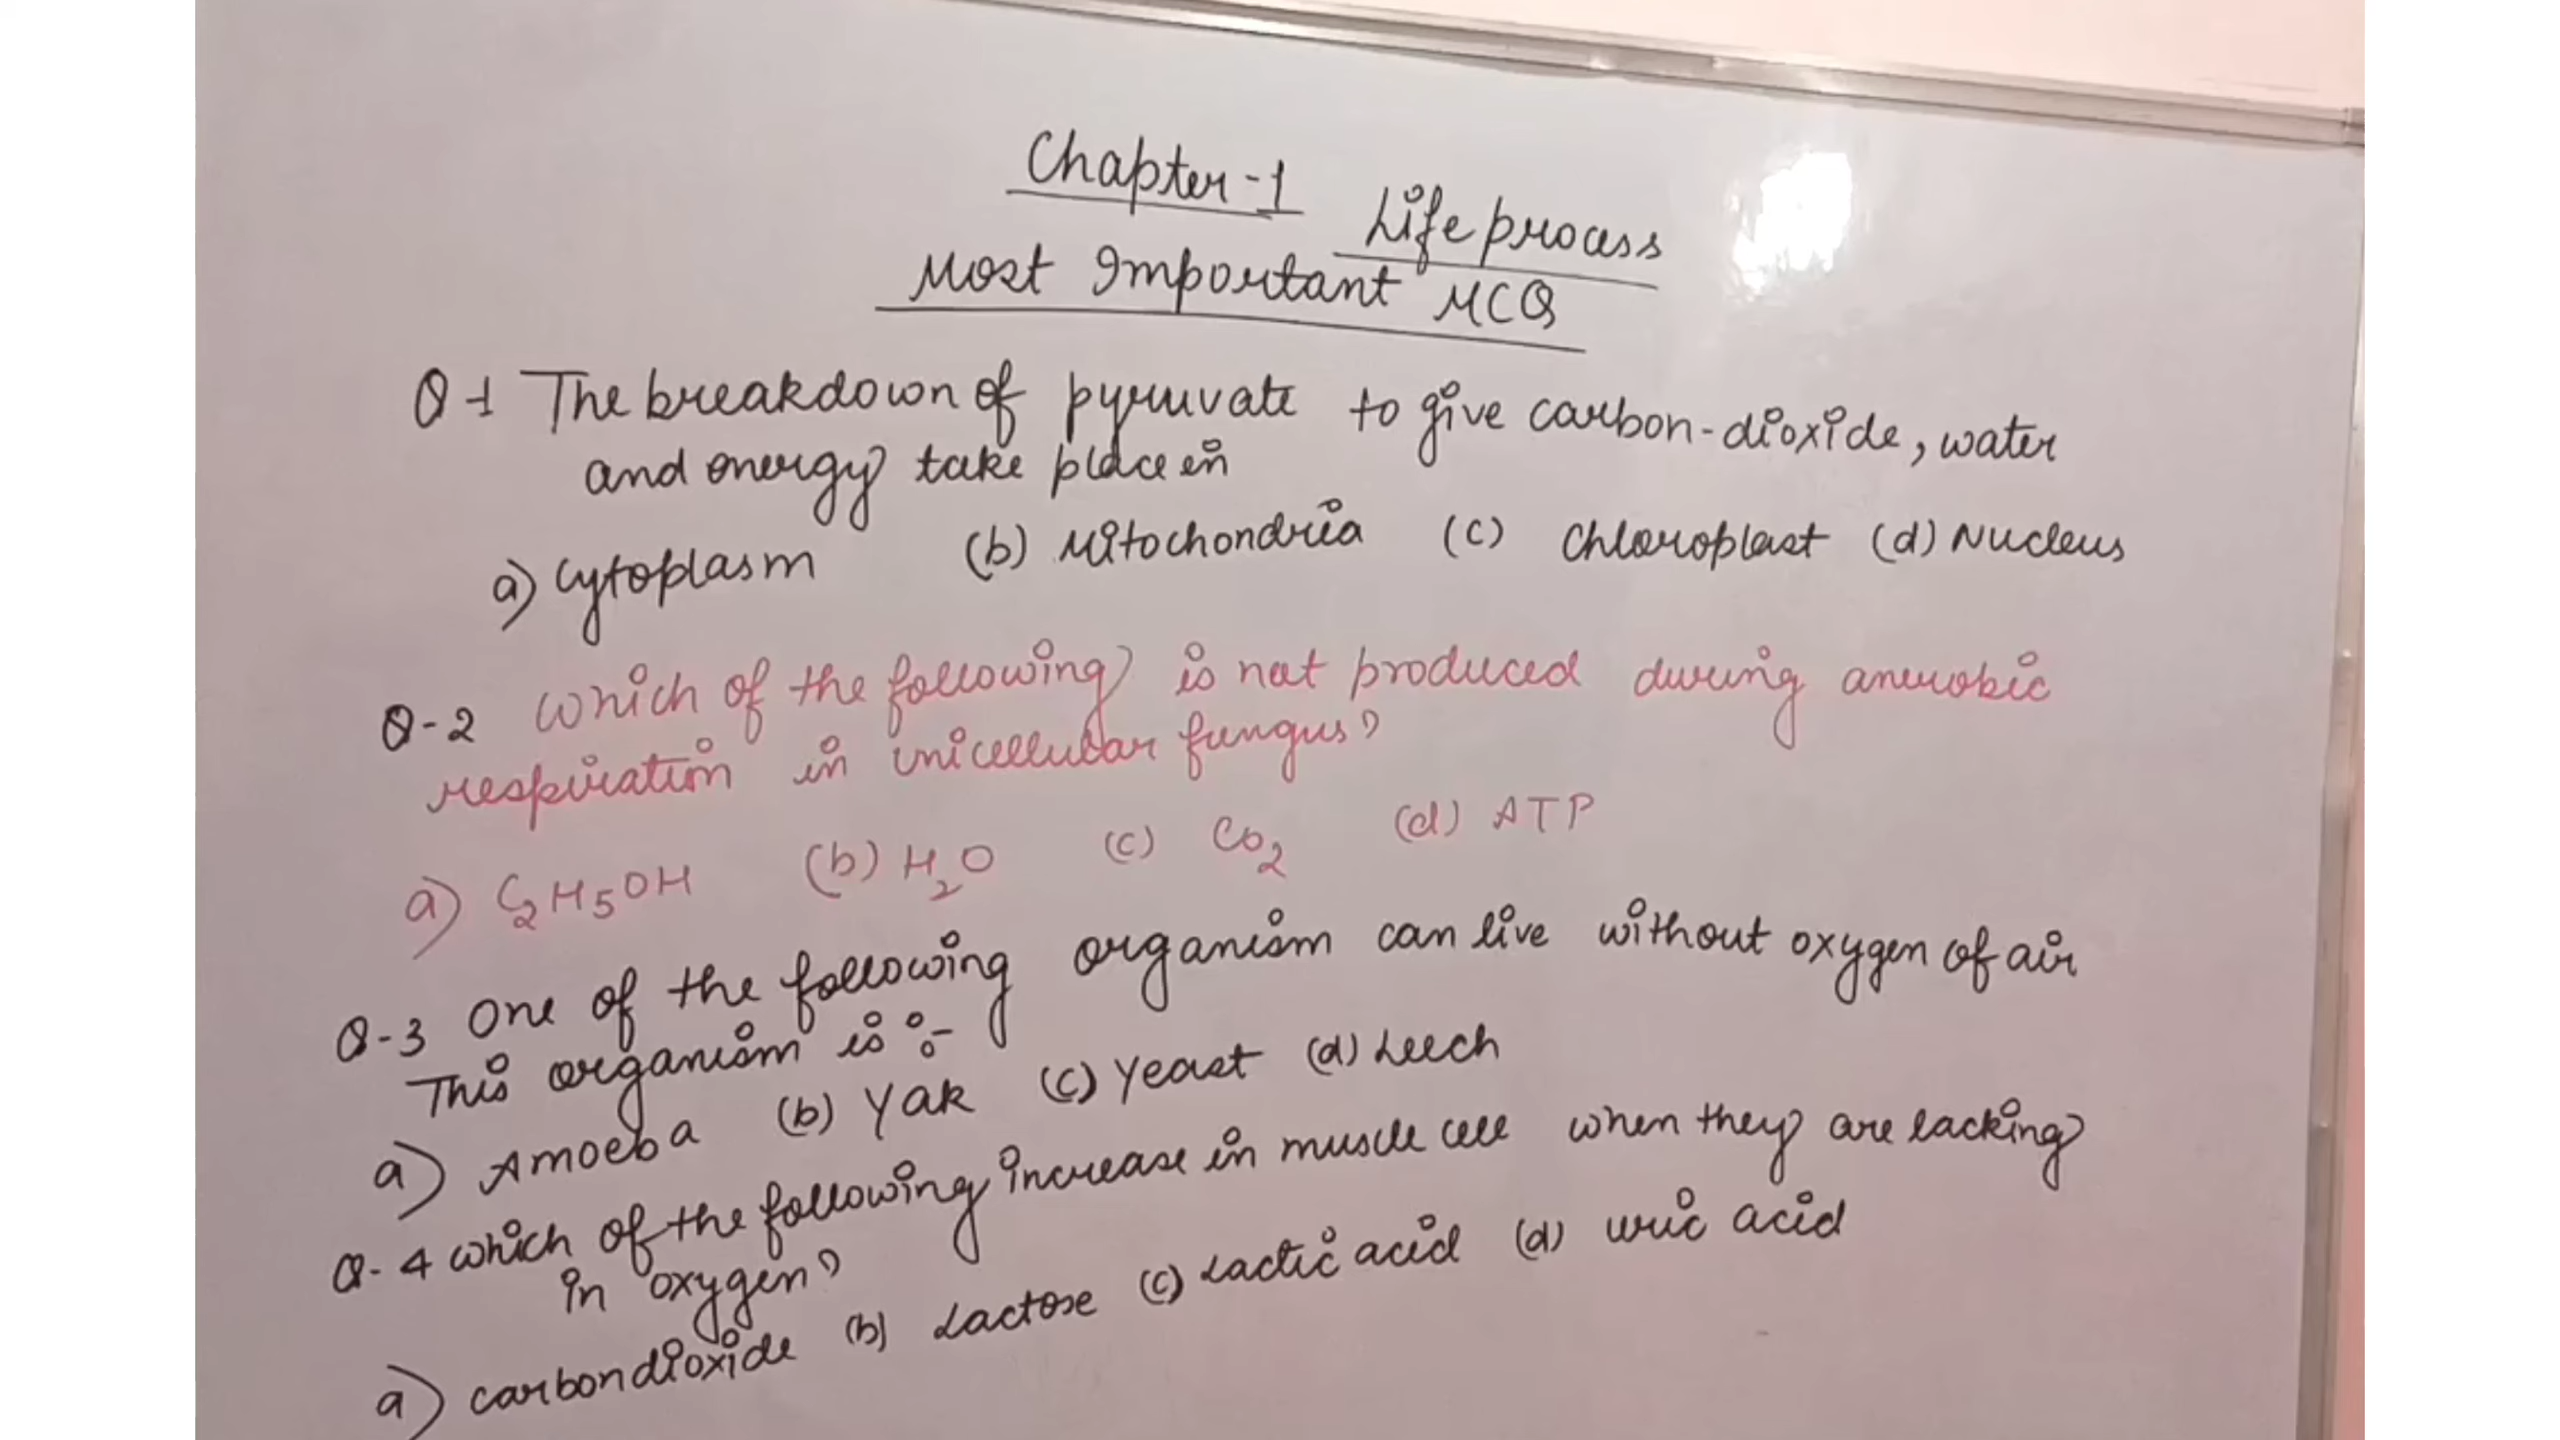 Chapter-1
Life process
Most Important MCQ
Q-1 The breakdown of pyruvate to give carbon-dioxide, water
and energy take place in
a) Cytoplasm (b) Mitochondria (c) Chloroplast (d) Nucleus
Q-2 Which of the following is not produced during anerobic
respiration in unicellular fungus?
a) C2H5OH (b) H2O (c) Co2 (d) ATP
Q-3 One of the following organism can live without oxygen of air
This organism is :-
a) Amoeba (b) Yak (c) Yeast (d) Leech
Q-4 which of the following increase in muscle cell when they are lacking
in oxygen?
a) carbondioxide (b) Lactose (c) Lactic acid (d) uric acid